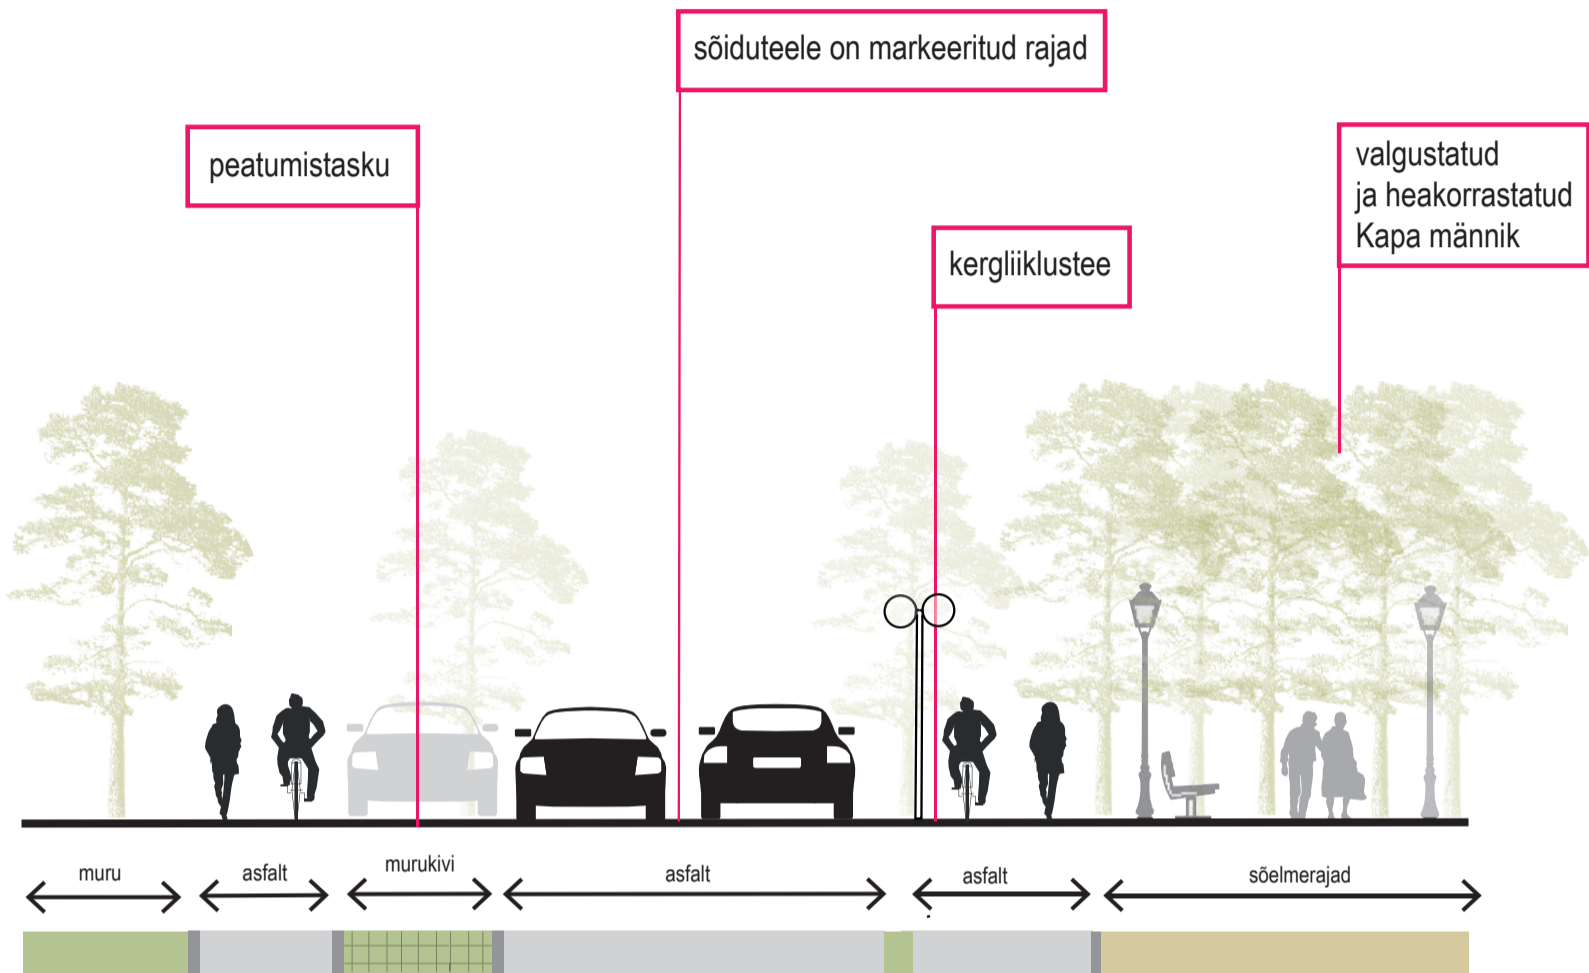 sõiduteele on markeeritud rajad
peatumistasku
valgustatud
ja heakorrastatud
Kapa männik
kergliiklustee
muru
asfalt
murukivi
asfalt
asfalt
sõelmerajad